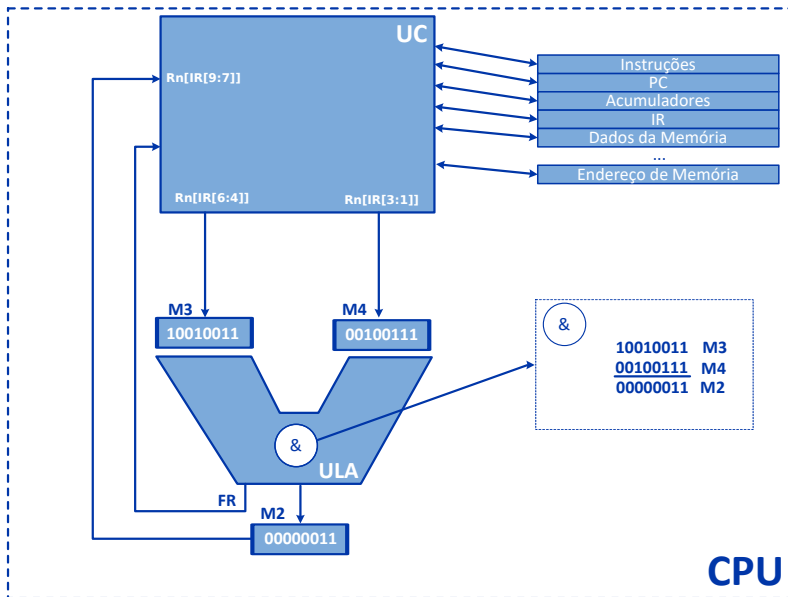 UC
Rn[IR[9:7]]
Rn[IR[6:4]]
Rn[IR[3:1]]
Instruções
PC
Acumuladores
IR
Dados da Memória
...
Endereço de Memória
M3
10010011
M4
00100111
&
ULA
FR
M2
00000011
&
10010011 M3
00100111 M4
00000011 M2
CPU